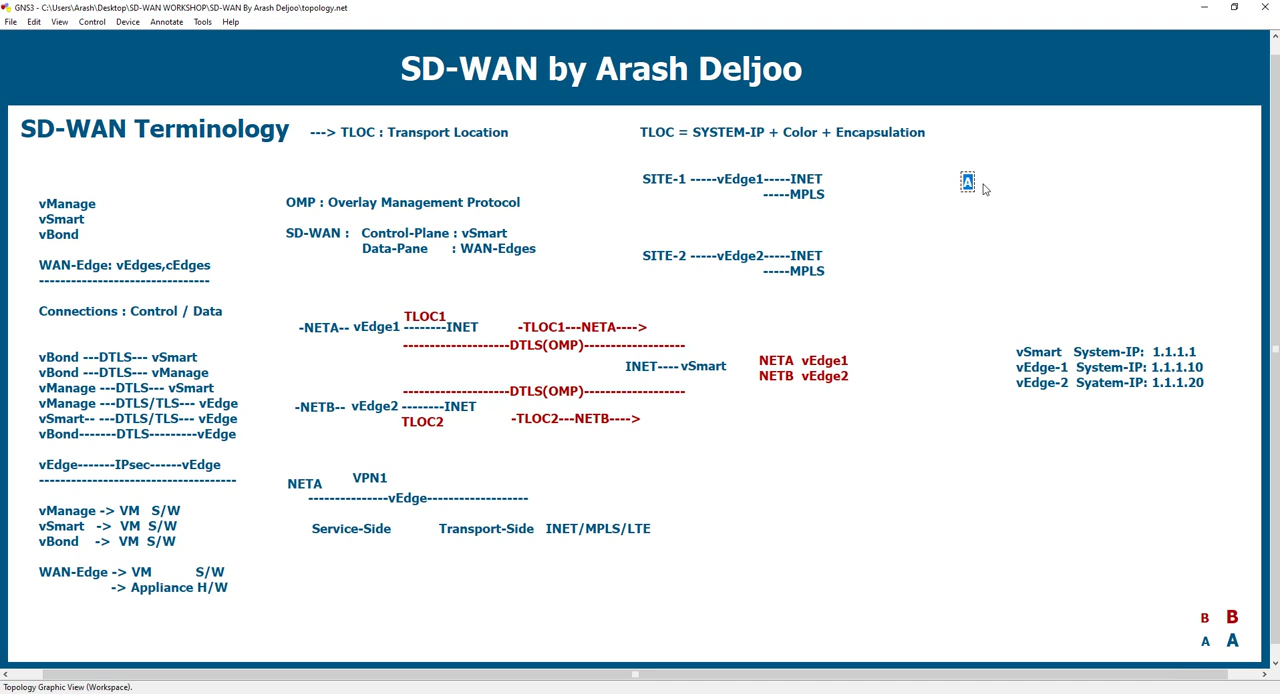 GNS3 - C:\Users\Arash\Desktop\SD-WAN WORKSHOP\SD-WAN By Arash Deljoo\topology.net
File Edit View Control Device Annotate Tools Help
SD-WAN by Arash Deljoo
SD-WAN Terminology
---> TLOC : Transport Location
TLOC = SYSTEM-IP + Color + Encapsulation
SITE-1 -----vEdge1-----INET
-----MPLS
A
vManage
vSmart
vBond
OMP : Overlay Management Protocol
SD-WAN : Control-Plane : vSmart
Data-Pane : WAN-Edges
SITE-2 -----vEdge2-----INET
-----MPLS
WAN-Edge: vEdges,cEdges
--------------------------------
Connections : Control / Data
TLOC1
-NETA-- vEdge1 --------INET
-TLOC1---NETA---->
--------------------DTLS(OMP)-------------------
INET----vSmart
NETA vEdge1
NETB vEdge2
--------------------DTLS(OMP)-------------------
-NETB-- vEdge2 --------INET
TLOC2
-TLOC2---NETB---->
vSmart System-IP: 1.1.1.1
vEdge-1 System-IP: 1.1.1.10
vEdge-2 Syatem-IP: 1.1.1.20
vBond ---DTLS--- vSmart
vBond ---DTLS--- vManage
vManage ---DTLS--- vSmart
vManage ---DTLS/TLS--- vEdge
vSmart-- ---DTLS/TLS--- vEdge
vBond-------DTLS---------vEdge
vEdge-------IPsec------vEdge
-------------------------------------
NETA
VPN1
---------------vEdge-------------------
Service-Side Transport-Side INET/MPLS/LTE
vManage -> VM S/W
vSmart -> VM S/W
vBond -> VM S/W
WAN-Edge -> VM S/W
-> Appliance H/W
B B
A A
Topology Graphic View (Workspace).